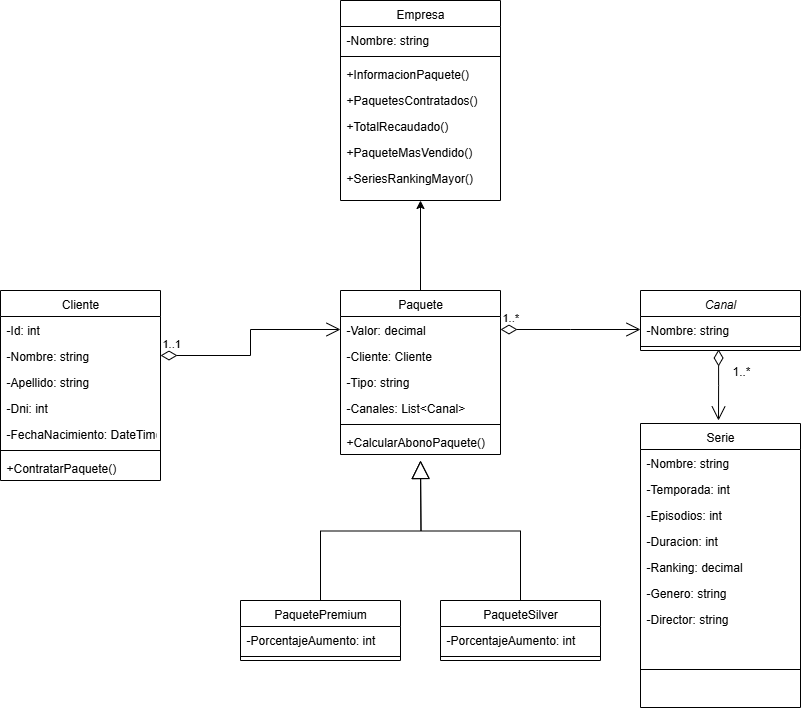 Empresa
-Nombre: string
+InformacionPaquete()
+PaquetesContratados()
+TotalRecaudado()
+PaqueteMasVendido()
+SeriesRankingMayor()
Cliente
-Id: int
-Nombre: string
-Apellido: string
-Dni: int
-FechaNacimiento: DateTim
+ContratarPaquete()
1..1
Paquete
-Valor: decimal
-Cliente: Cliente
-Tipo: string
-Canales: List<Canal>
+CalcularAbonoPaquete()
1..*
Canal
-Nombre: string
1..*
Serie
-Nombre: string
-Temporada: int
-Episodios: int
-Duracion: int
-Ranking: decimal
-Genero: string
-Director: string
PaquetePremium
-PorcentajeAumento: int
PaqueteSilver
-PorcentajeAumento: int